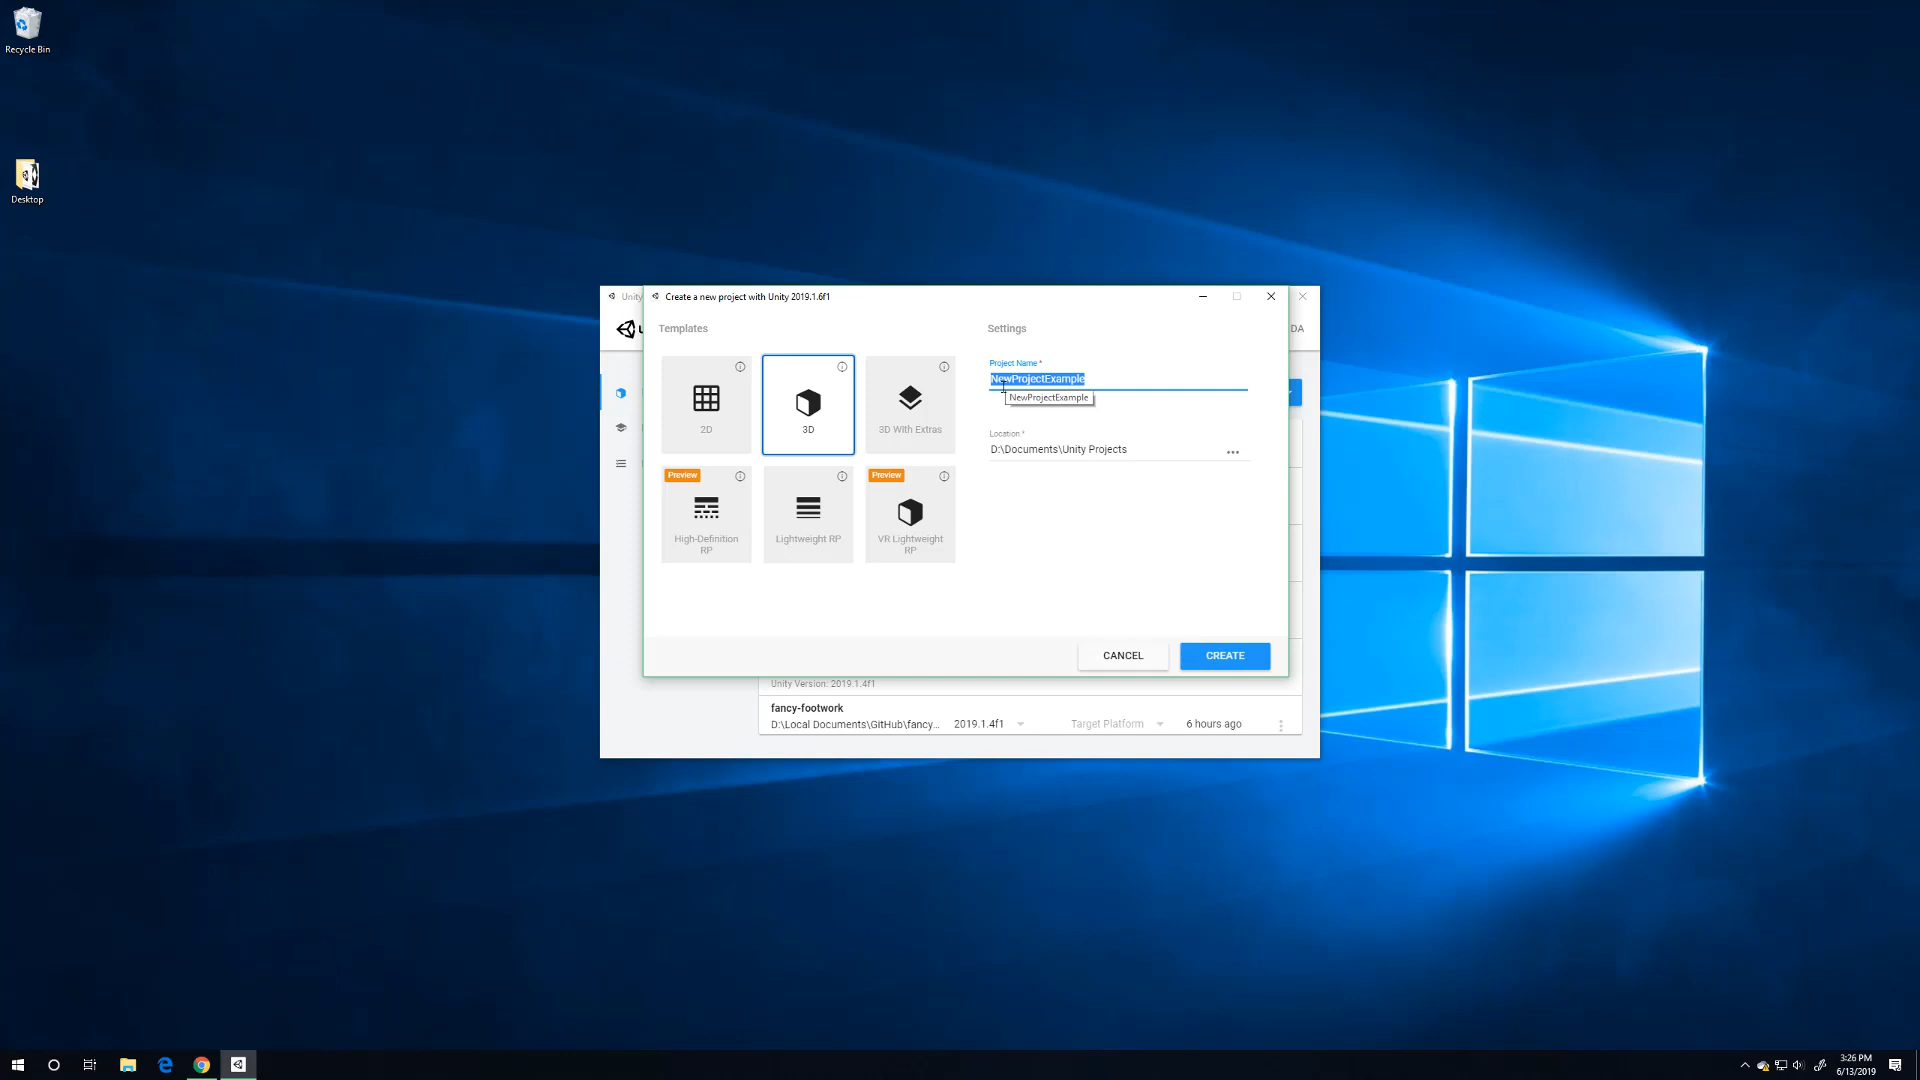 Recycle Bin
Desktop
Unity
Create a new project with Unity 2019.1.6f1
DA
Templates
Settings
2D
3D
3D With Extras
Project Name *
NewProjectExample
NewProjectExample
Location *
D:\Documents\Unity Projects
•••
Preview
High-Definition
RP
Lightweight RP
Preview
VR Lightweight
RP
CANCEL
CREATE
Unity Version: 2019.1.4f1
fancy-footwork
D:\Local Documents\GitHub\fancy... 2019.1.4f1 Target Platform 6 hours ago
3:26 PM
6/13/2019